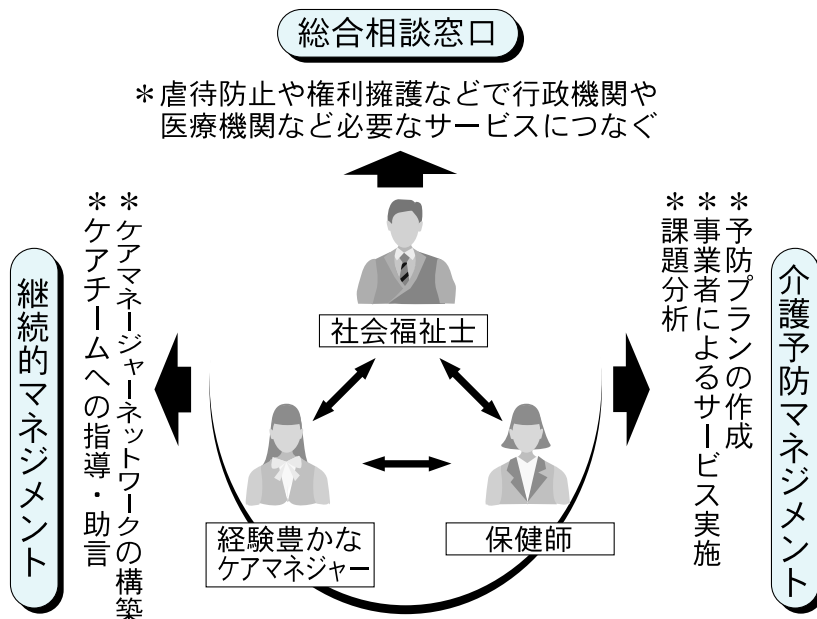 総合相談窓口
＊虐待防止や権利擁護などで行政機関や
医療機関など必要なサービスにつなぐ
＊予防プランの作成
＊事業者によるサービス実施
＊課題分析
介護予防マネジメント
＊ケアマネージャーネットワークの構築
＊ケアチームへの指導・助言
継続的マネジメント
社会福祉士
経験豊かな
ケアマネジャー
保健師